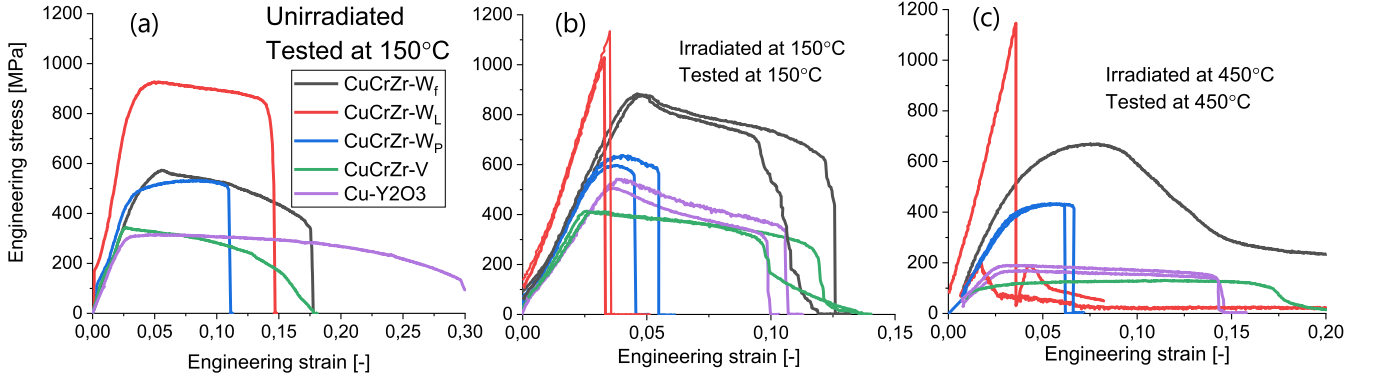 (a)
Unirradiated
Tested at 150°C
CuCrZr-Wf
CuCrZr-WL
CuCrZr-WP
CuCrZr-V
Cu-Y2O3
Engineering stress [MPa]
1200
1000
800
600
400
200
0
0,00 0,05 0,10 0,15 0,20 0,25 0,30
Engineering strain [-]
(b)
Irradiated at 150°C
Tested at 150°C
1200
1000
800
600
400
200
0
0,00 0,05 0,10 0,15
Engineering strain [-]
(c)
Irradiated at 450°C
Tested at 450°C
1200
1000
800
600
400
200
0
0,00 0,05 0,10 0,15 0,20
Engineering strain [-]